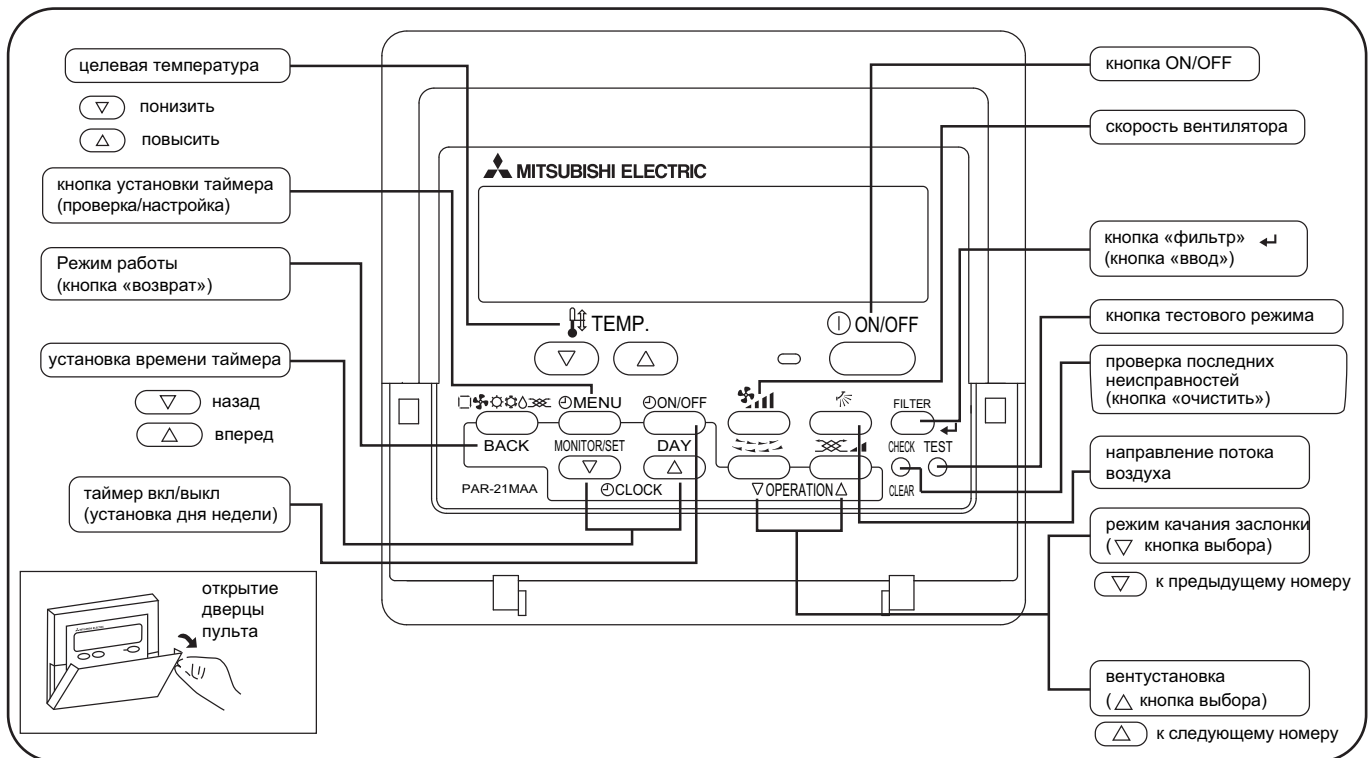 целевая температура
▽ понизить
△ повысить
кнопка установки таймера
(проверка/настройка)
Режим работы
(кнопка «возврат»)
установка времени таймера
▽ назад
△ вперед
таймер вкл/выкл
(установка дня недели)
открытие
дверцы
пульта
MITSUBISHI ELECTRIC
TEMP.
ON/OFF
▽ △
MENU ON/OFF
FILTER
BACK MONITOR/SET DAY
CHECK TEST
▽ △
PAR-21MAA CLOCK ▽ OPERATION △ CLEAR
кнопка ON/OFF
скорость вентилятора
кнопка «фильтр» ↵
(кнопка «ввод»)
кнопка тестового режима
проверка последних
неисправностей
(кнопка «очистить»)
направление потока
воздуха
режим качания заслонки
(▽ кнопка выбора)
▽ к предыдущему номеру
вентустановка
(△ кнопка выбора)
△ к следующему номеру